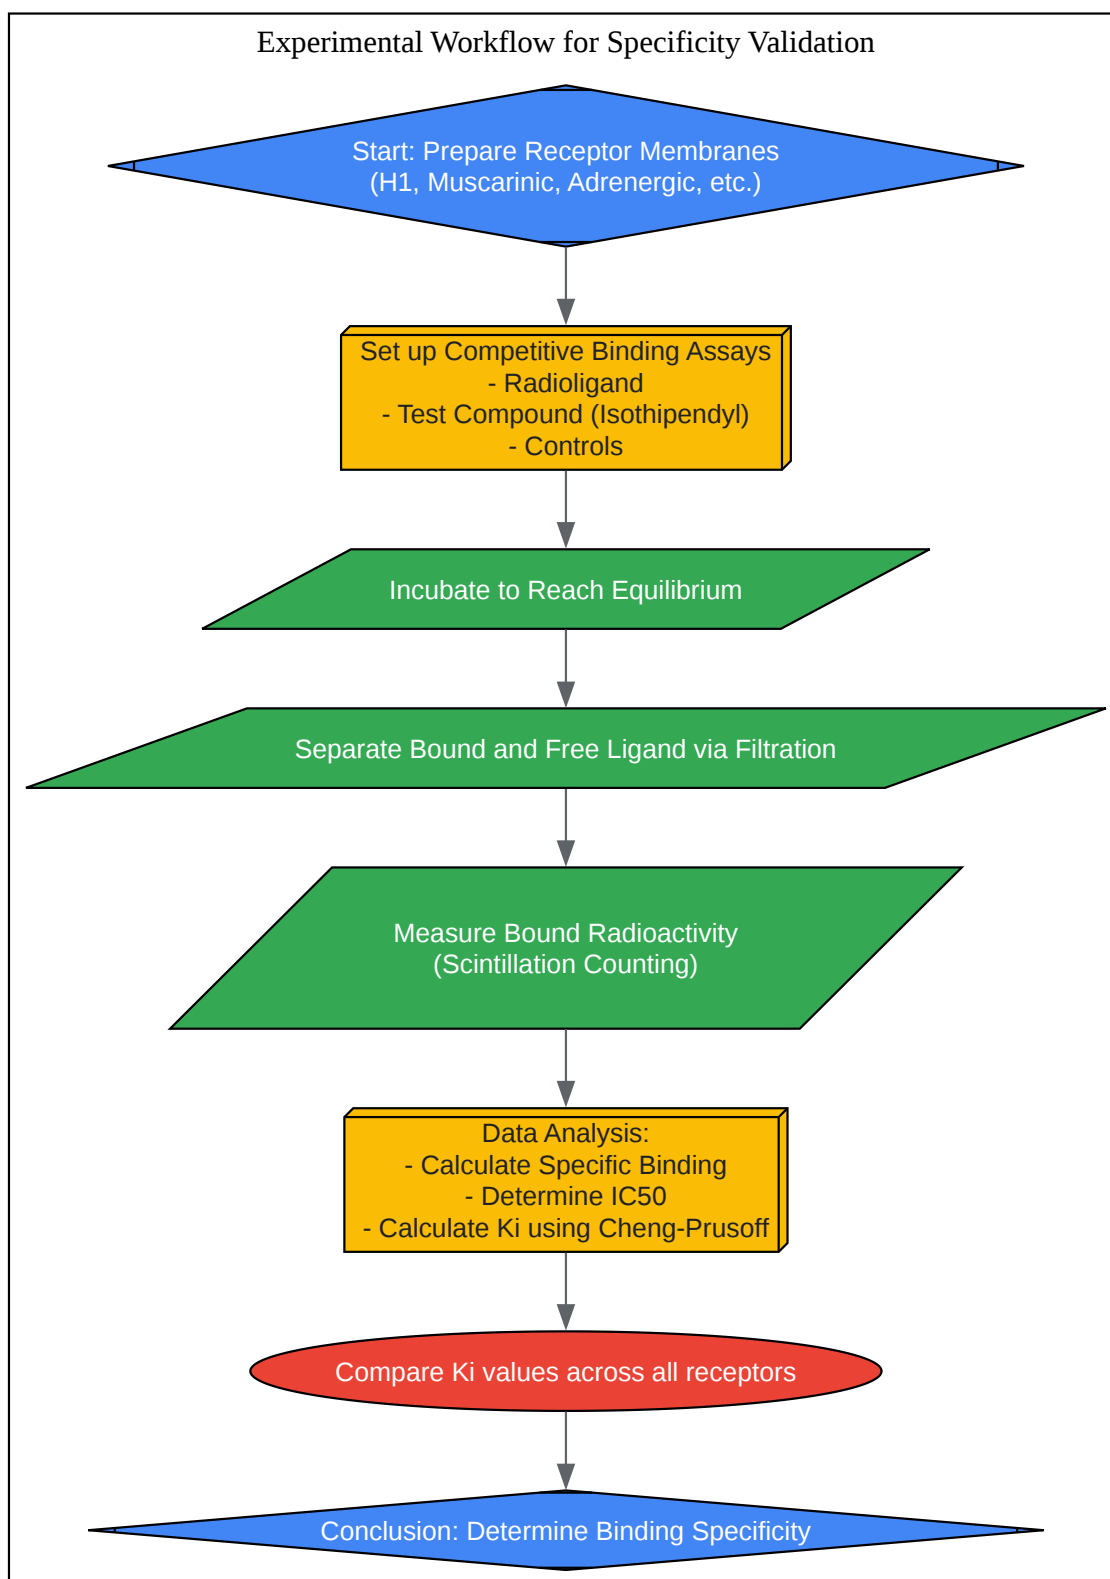 Experimental Workflow for Specificity Validation
Start: Prepare Receptor Membranes
(H1, Muscarinic, Adrenergic, etc.)
Set up Competitive Binding Assays
- Radioligand
- Test Compound (Isothipendyl)
- Controls
Incubate to Reach Equilibrium
Separate Bound and Free Ligand via Filtration
Measure Bound Radioactivity
(Scintillation Counting)
Data Analysis:
- Calculate Specific Binding
- Determine IC50
- Calculate Ki using Cheng-Prusoff
Compare Ki values across all receptors
Conclusion: Determine Binding Specificity